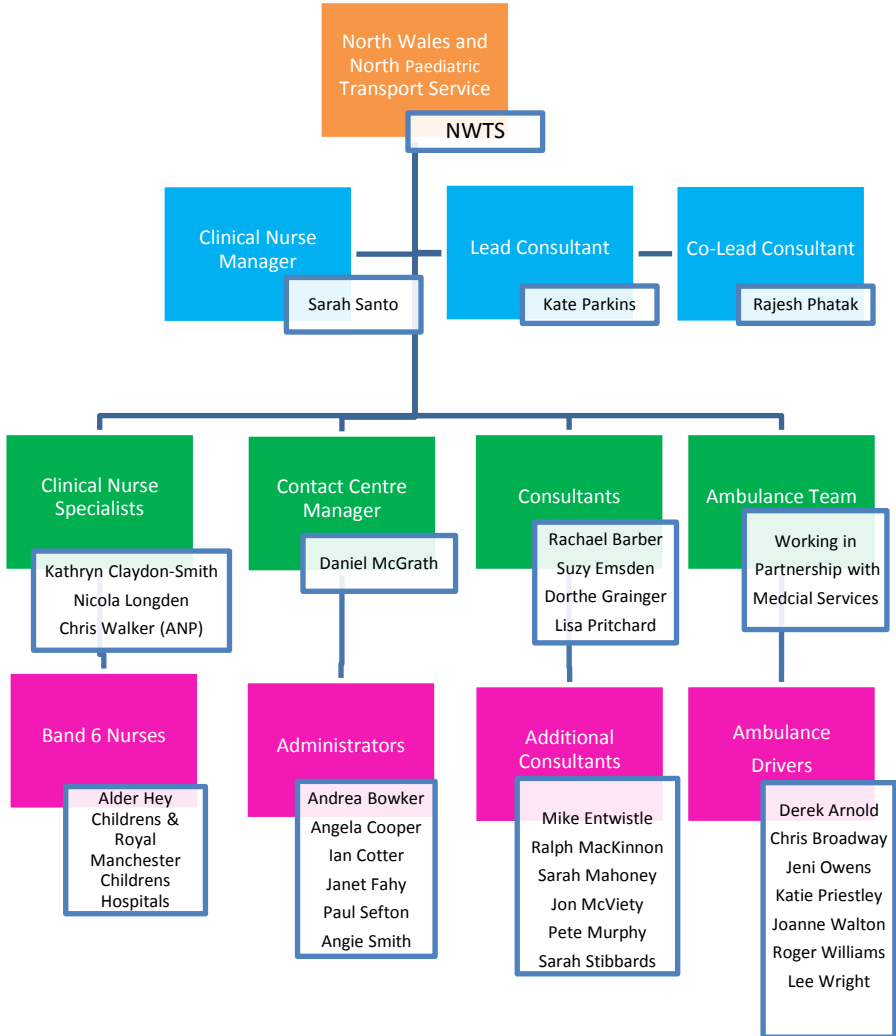 North Wales and
North Paediatric
Transport Service
NWTS
Clinical Nurse
Manager
Sarah Santo
Lead Consultant
Kate Parkins
Co-Lead Consultant
Rajesh Phatak
Clinical Nurse
Specialists
Kathryn Claydon-Smith
Nicola Longden
Chris Walker (ANP)
Contact Centre
Manager
Daniel McGrath
Consultants
Rachael Barber
Suzy Emsden
Dorthe Grainger
Lisa Pritchard
Ambulance Team
Working in
Partnership with
Medcial Services
Band 6 Nurses
Alder Hey
Childrens &
Royal
Manchester
Childrens
Hospitals
Administrators
Andrea Bowker
Angela Cooper
Ian Cotter
Janet Fahy
Paul Sefton
Angie Smith
Additional
Consultants
Mike Entwistle
Ralph MacKinnon
Sarah Mahoney
Jon McViety
Pete Murphy
Sarah Stibbards
Ambulance
Drivers
Derek Arnold
Chris Broadway
Jeni Owens
Katie Priestley
Joanne Walton
Roger Williams
Lee Wright